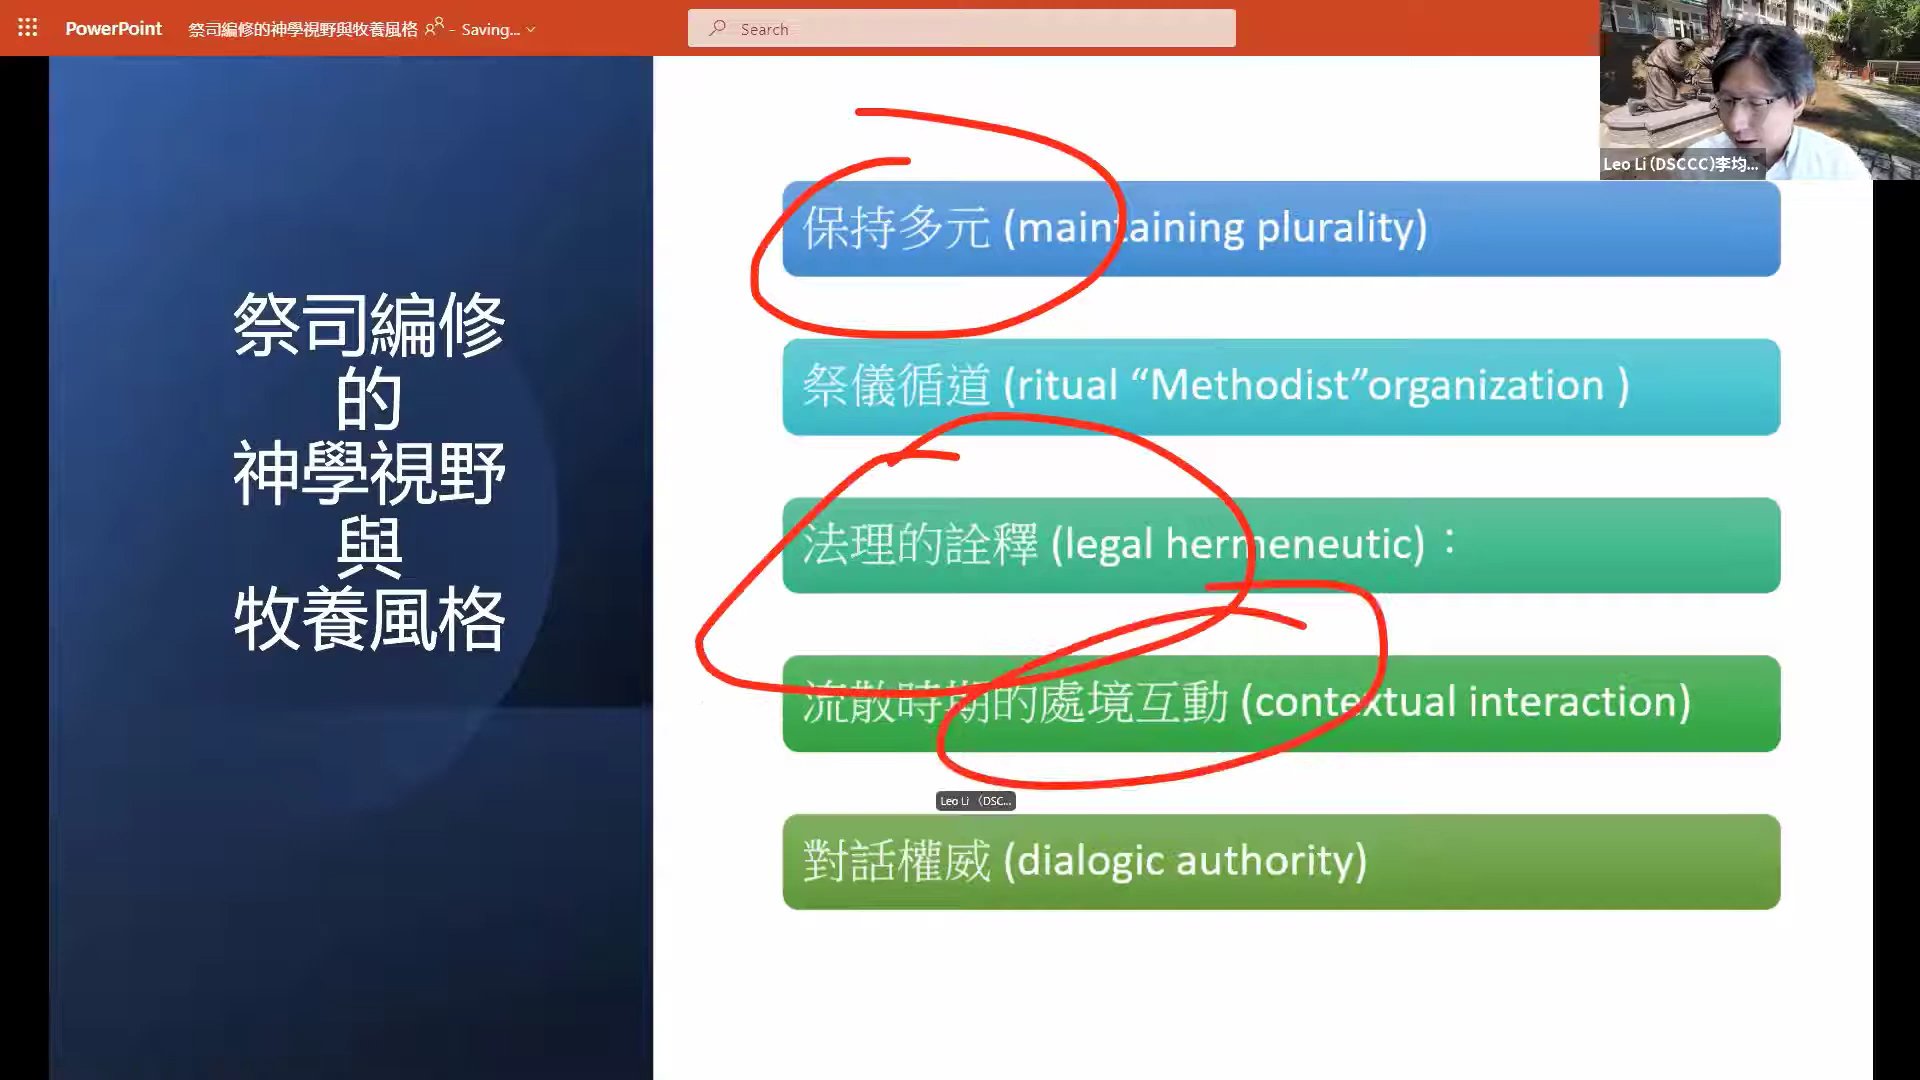 PowerPoint
祭司編修的神學視野與牧養風格 - Saving...
Search
Leo Li (DSCCC)李均...
祭司編修
的
神學視野
與
牧養風格
保持多元 (maintaining plurality)
祭儀循道 (ritual “Methodist”organization )
法理的詮釋 (legal hermeneutic)：
流散時期的處境互動 (contextual interaction)
Leo Li （DSC...
對話權威 (dialogic authority)